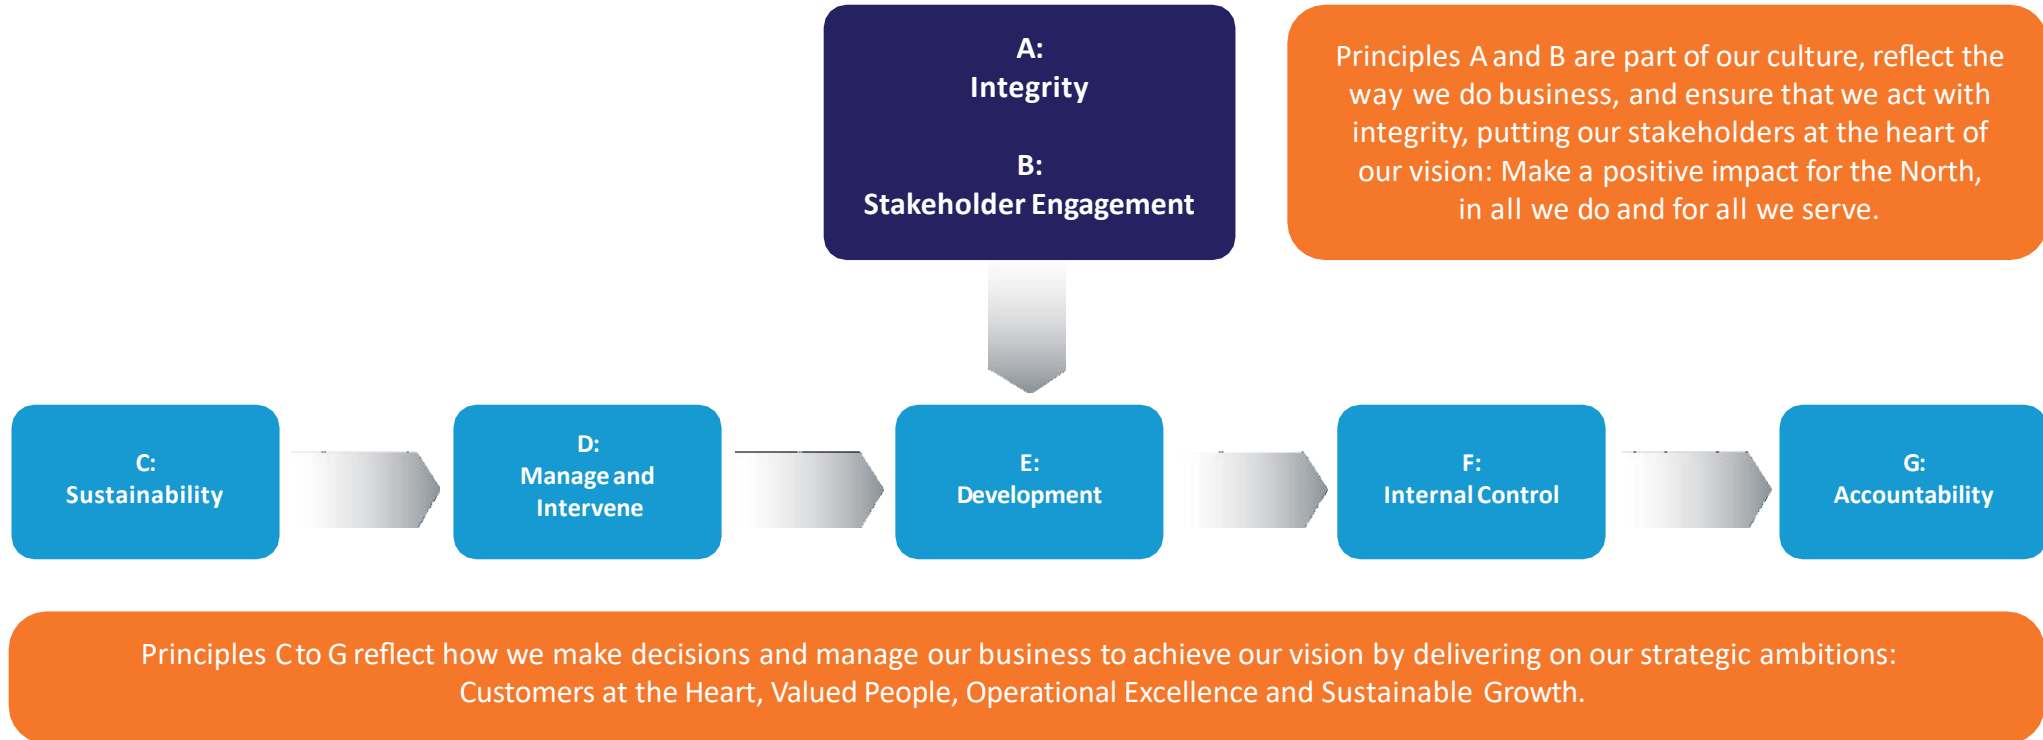 A:
Integrity
B:
Stakeholder Engagement
Principles A and B are part of our culture, reflect the
way we do business, and ensure that we act with
integrity, putting our stakeholders at the heart of
our vision: Make a positive impact for the North,
in all we do and for all we serve.
C:
Sustainability
D:
Manage and
Intervene
E:
Development
F:
Internal Control
G:
Accountability
Principles C to G reflect how we make decisions and manage our business to achieve our vision by delivering on our strategic ambitions:
Customers at the Heart, Valued People, Operational Excellence and Sustainable Growth.